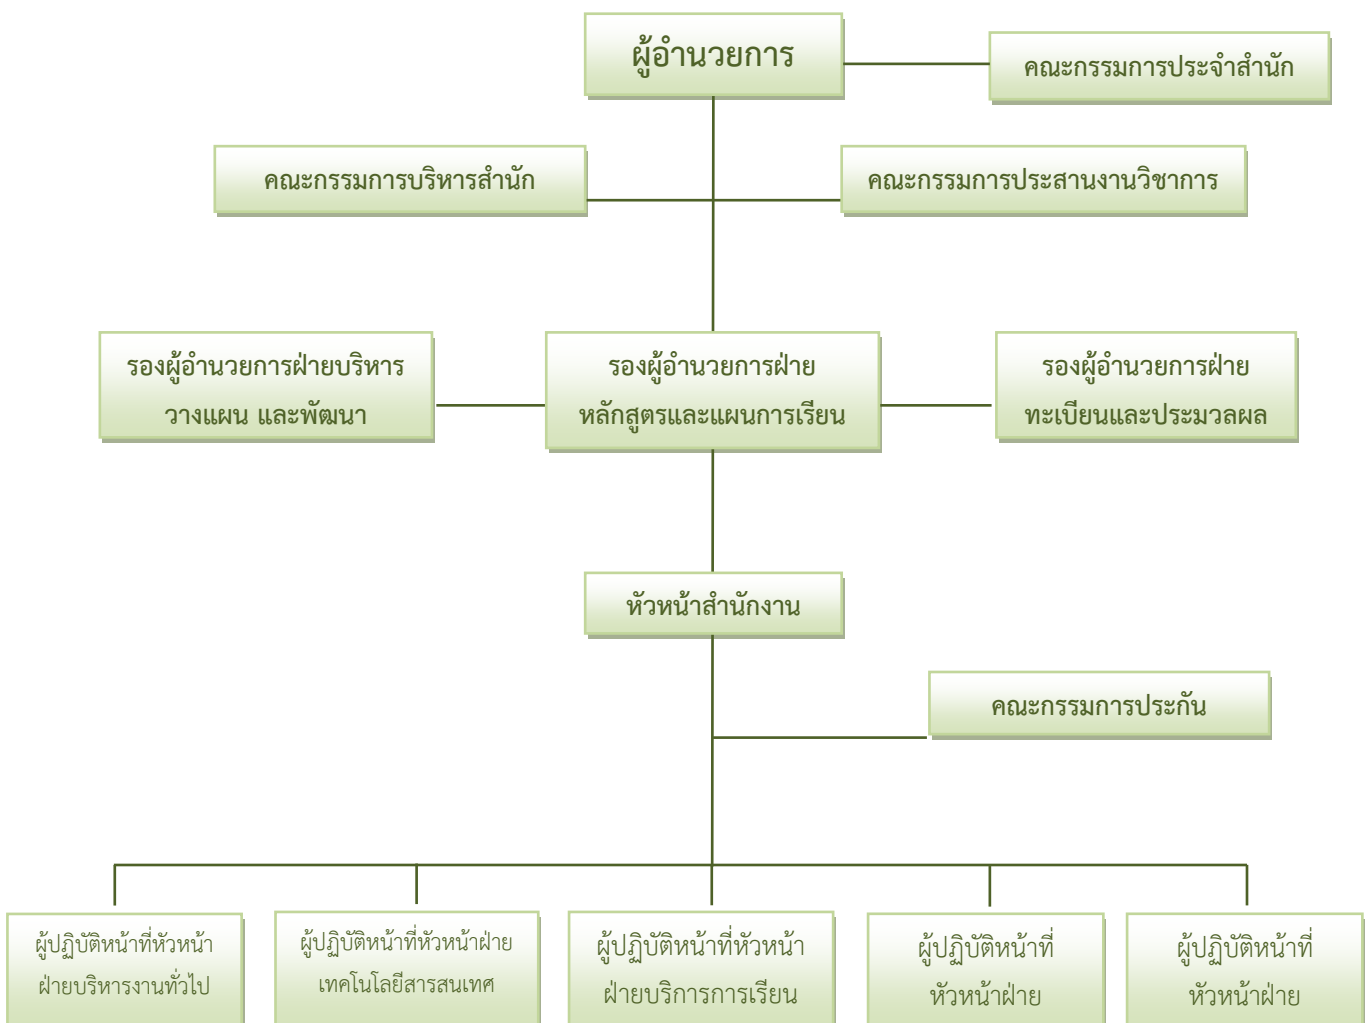 ผู้อำนวยการ
คณะกรรมการประจำสำนัก
คณะกรรมการบริหารสำนัก
คณะกรรมการประสานงานวิชาการ
รองผู้อำนวยการฝ่ายบริหาร
วางแผน และพัฒนา
รองผู้อำนวยการฝ่าย
หลักสูตรและแผนการเรียน
รองผู้อำนวยการฝ่าย
ทะเบียนและประมวลผล
หัวหน้าสำนักงาน
คณะกรรมการประกัน
ผู้ปฏิบัติหน้าที่หัวหน้า
ฝ่ายบริหารงานทั่วไป
ผู้ปฏิบัติหน้าที่หัวหน้าฝ่าย
เทคโนโลยีสารสนเทศ
ผู้ปฏิบัติหน้าที่หัวหน้า
ฝ่ายบริการการเรียน
ผู้ปฏิบัติหน้าที่
หัวหน้าฝ่าย
ผู้ปฏิบัติหน้าที่
หัวหน้าฝ่าย